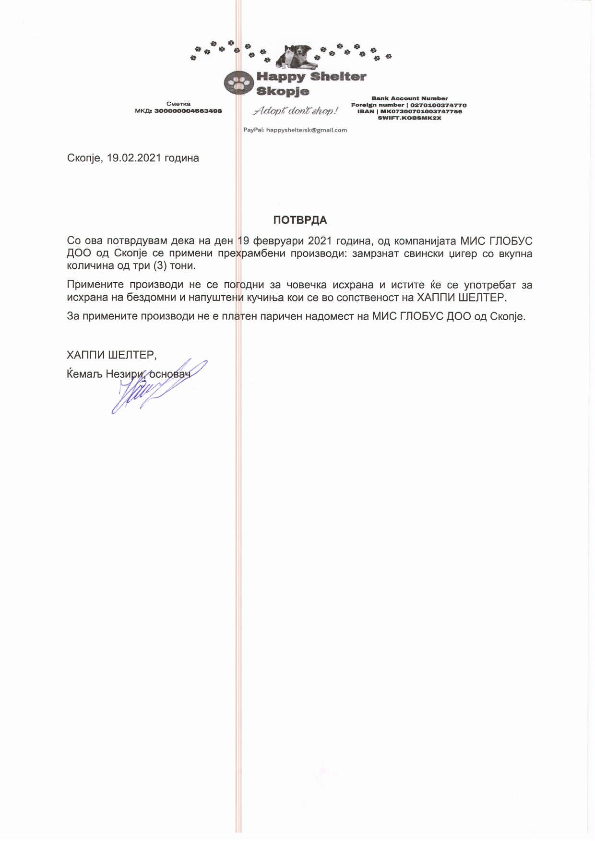 Happy Shelter
Skopje
Adopt don't shop!
Сметка
МКД: 300000004663498
Bank Account Number
Foreign number | 0270100374770
IBAN | MK07300701003747786
SWIFT.KOBSMK2X
PayPal: happysheltersk@gmail.com
Скопје, 19.02.2021 година
ПОТВРДА
Со ова потврдувам дека на ден 19 февруари 2021 година, од компанијата МИС ГЛОБУС
ДОО од Скопје се примени прехрамбени производи: замрзнат свински џигер со вкупна
количина од три (3) тони.
Примените производи не се погодни за човечка исхрана и истите ќе се употребат за
исхрана на бездомни и напуштени кучиња кои се во сопственост на ХАППИ ШЕЛТЕР.
За примените производи не е платен паричен надомест на МИС ГЛОБУС ДОО од Скопје.
ХАППИ ШЕЛТЕР,
Ќемаљ Незири, основач